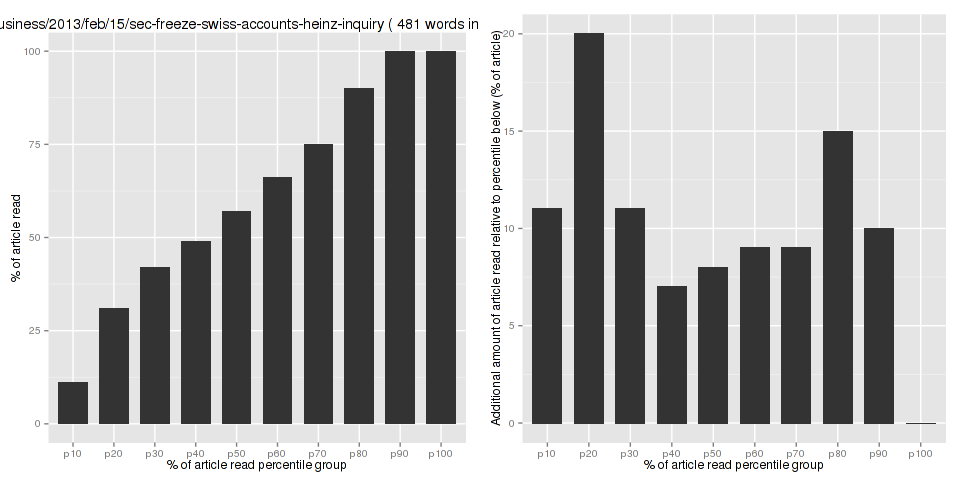 usiness/2013/feb/15/sec-freeze-swiss-accounts-heinz-inquiry ( 481 words in
% of article read
100
75
50
25
0
p10 p20 p30 p40 p50 p60 p70 p80 p90 p100
% of article read percentile group
Additional amount of article read relative to percentile below (% of article)
20
15
10
5
0
p10 p20 p30 p40 p50 p60 p70 p80 p90 p100
% of article read percentile group